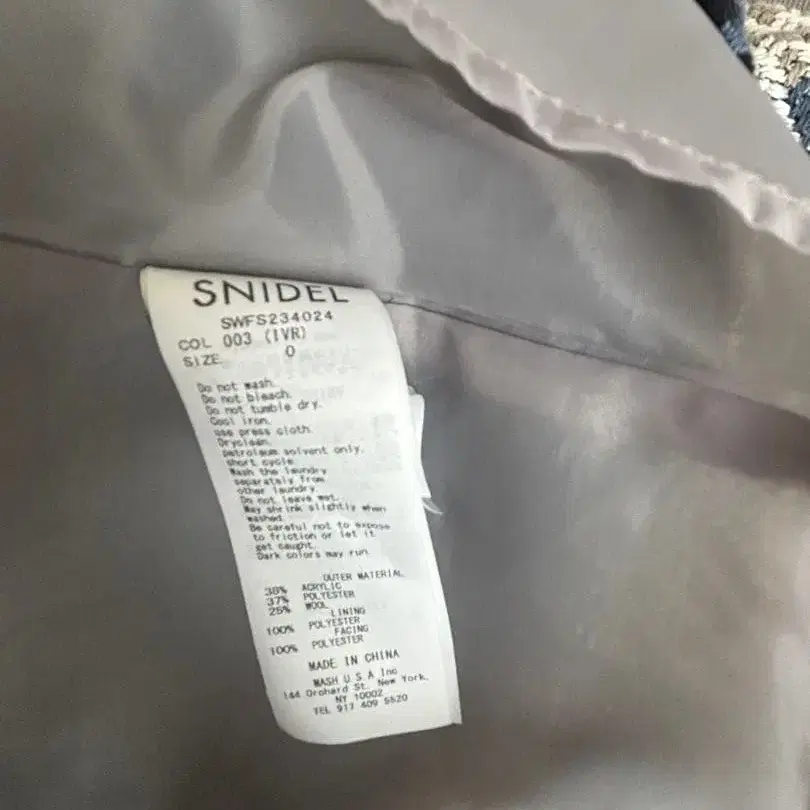 SNIDEL
SWFS234024
COL 003 (IVR)
SIZE 0
Do not wash.
Do not bleach.
Do not tumble dry.
Cool iron.
use press cloth.
Dryclean.
petroleum solvent only.
short cycle
Wash the laundry
separately from
other laundry.
Do not leave wet.
May shrink slightly when
washed.
Be careful not to expose
to friction or let it
get caught.
Dark colors may run
OUTER MATERIAL
38% ACRYLIC
37% POLYESTER
25% WOOL
LINING
100% POLYESTER
FACING
100% POLYESTER
MADE IN CHINA
MASH U.S.A Inc
144 Orchard St. New York,
NY 10002
TEL 917 409 5520